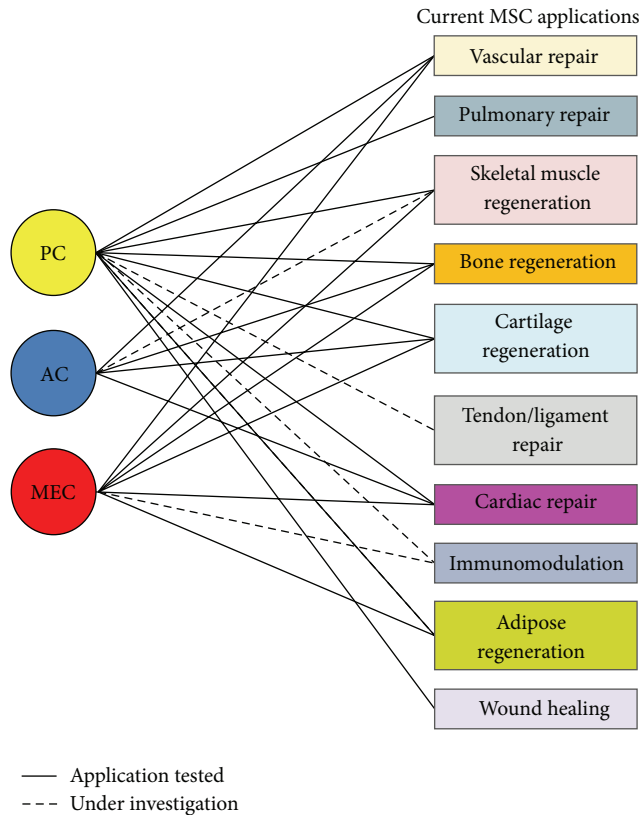 Current MSC applications
Vascular repair
Pulmonary repair
Skeletal muscle
regeneration
PC
Bone regeneration
Cartilage
regeneration
AC
Tendon/ligament
repair
MEC
Cardiac repair
Immunomodulation
Adipose
regeneration
Wound healing
Application tested
Under investigation